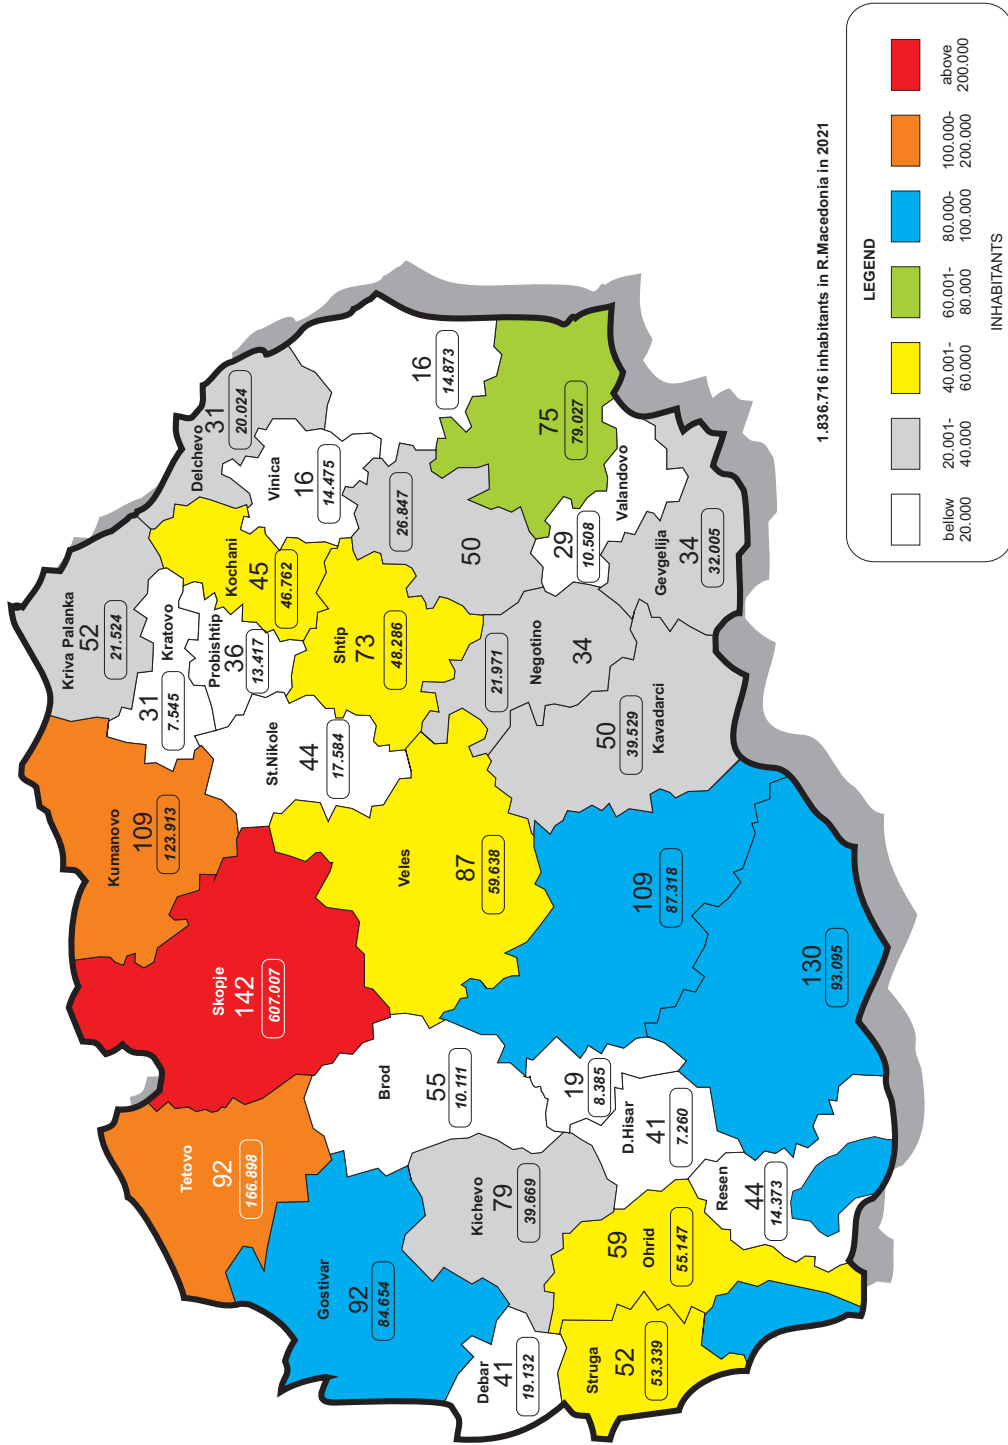 Kriva Palanka
52
21.524
Delchevo
31
20.024
Kratovo
31
7.545
Probishtip
36
13.417
Kochani
45
46.762
Vinica
16
14.475
16
14.873
Kumanovo
109
123.913
St.Nikole
44
17.584
Shtip
73
48.286
26.847
50
75
79.027
Skopje
142
607.007
Veles
87
59.638
21.971
Negotino
34
29
10.508
Valandovo
Gevgelija
34
32.005
50
39.529
Kavadarci
Tetovo
92
166.898
Brod
55
10.111
109
87.318
130
93.095
19
8.385
D.Hisar
41
7.260
Gostivar
92
84.654
Kichevo
79
39.669
Resen
44
14.373
59
Ohrid
55.147
Debar
41
19.132
Struga
52
53.339
1.836.716 inhabitants in R.Macedonia in 2021
LEGEND
bellow
20.000
20.001-
40.000
40.001-
60.000
60.001-
80.000
80.000-
100.000
100.000-
200.000
above
200.000
INHABITANTS